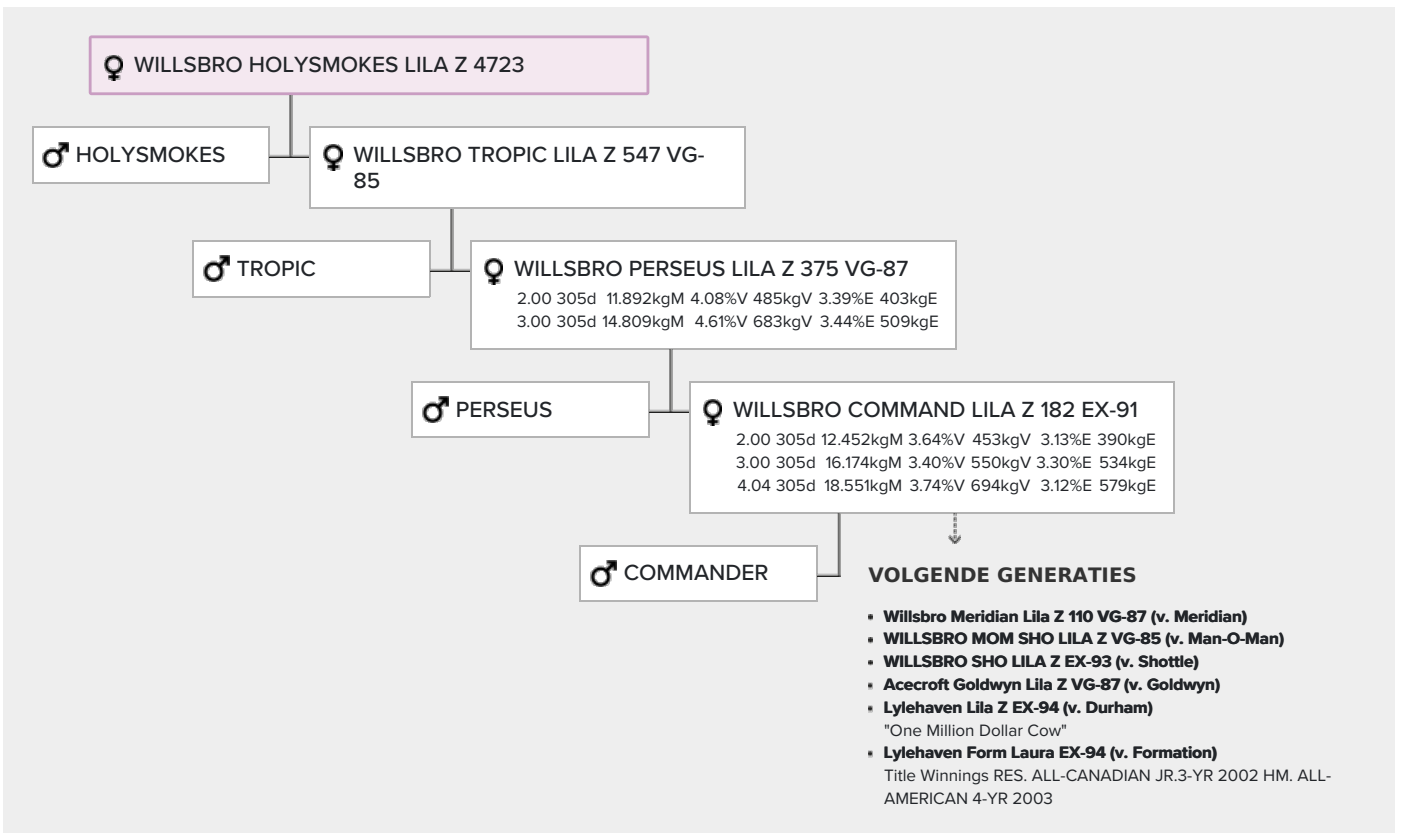 WILLSBRO HOLYSMOKES LILA Z 4723
HOLYSMOKES
WILLSBRO TROPIC LILA Z 547 VG-
85
TROPIC
WILLSBRO PERSEUS LILA Z 375 VG-87
2.00 305d 11.892kgM 4.08%V 485kgV 3.39%E 403kgE
3.00 305d 14.809kgM 4.61%V 683kgV 3.44%E 509kgE
PERSEUS
WILLSBRO COMMAND LILA Z 182 EX-91
2.00 305d 12.452kgM 3.64%V 453kgV 3.13%E 390kgE
3.00 305d 16.174kgM 3.40%V 550kgV 3.30%E 534kgE
4.04 305d 18.551kgM 3.74%V 694kgV 3.12%E 579kgE
COMMANDER
VOLGENDE GENERATIES
Willsbro Meridian Lila Z 110 VG-87 (v. Meridian)
WILLSBRO MOM SHO LILA Z VG-85 (v. Man-O-Man)
WILLSBRO SHO LILA Z EX-93 (v. Shottle)
Acecroft Goldwyn Lila Z VG-87 (v. Goldwyn)
Lylehaven Lila Z EX-94 (v. Durham)
"One Million Dollar Cow"
Lylehaven Form Laura EX-94 (v. Formation)
Title Winnings RES. ALL-CANADIAN JR.3-YR 2002 HM. ALL-
AMERICAN 4-YR 2003